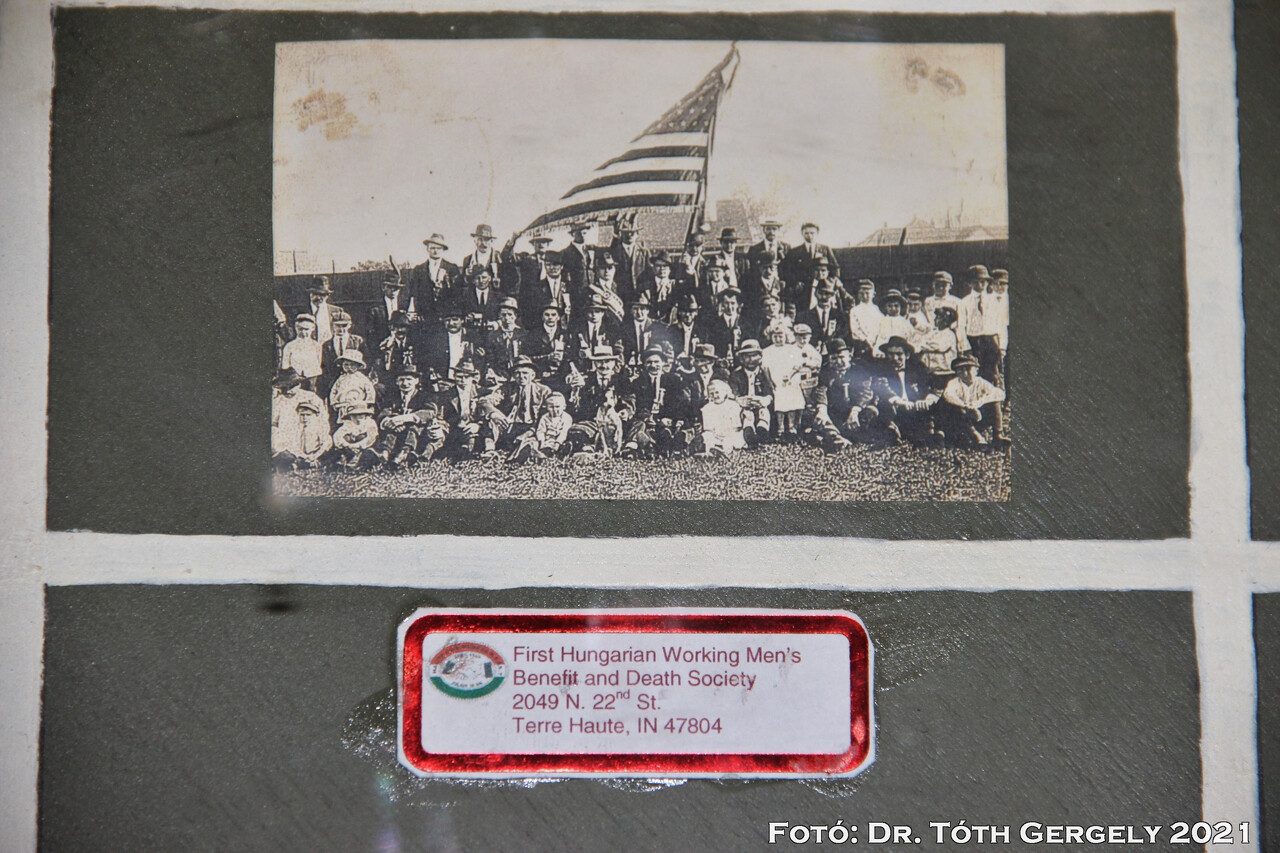 First Hungarian Working Men's
Benefit and Death Society
2049 N. 22nd St.
Terre Haute, IN 47804
Fotó: Dr. Tóth Gergely 2021